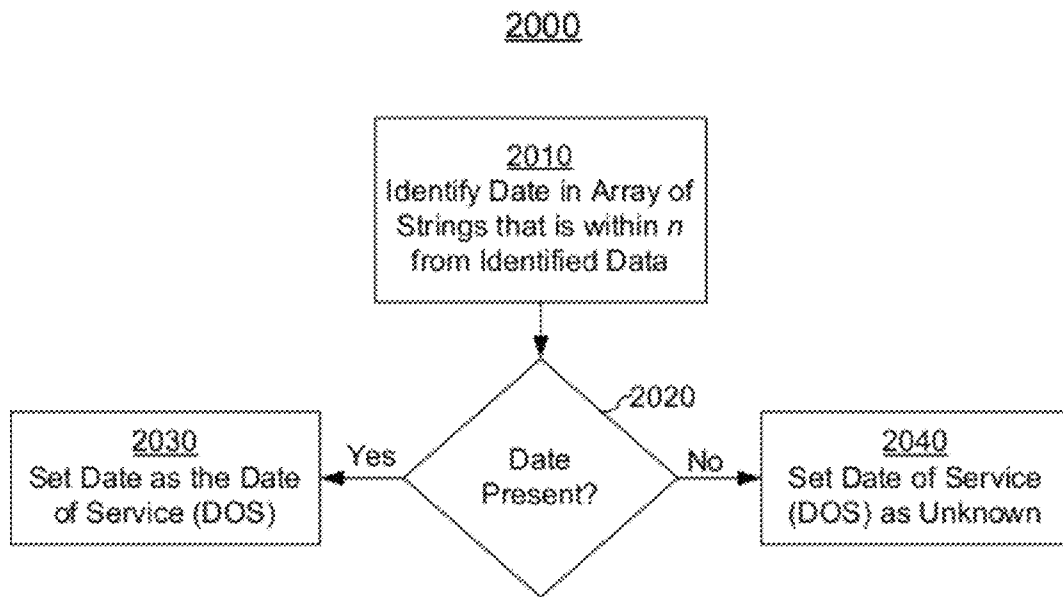 2000
2010
Identify Date in Array of
Strings that is within n
from Identified Data
2020
Date
Present?
Yes
No
2030
Set Date as the Date
of Service (DOS)
2040
Set Date of Service
(DOS) as Unknown